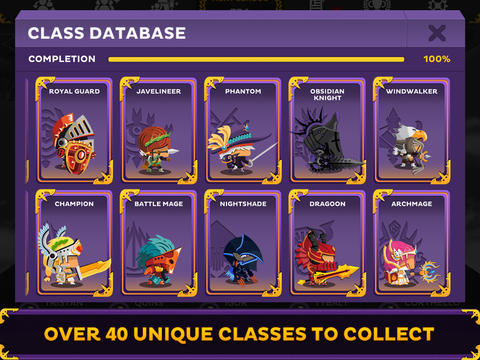 CLASS DATABASE
COMPLETION
100%
ROYAL GUARD
JAVELINEER
PHANTOM
OBSIDIAN
KNIGHT
WINDWALKER
CHAMPION
BATTLE MAGE
NIGHTSHADE
DRAGOON
ARCHMAGE
OVER 40 UNIQUE CLASSES TO COLLECT